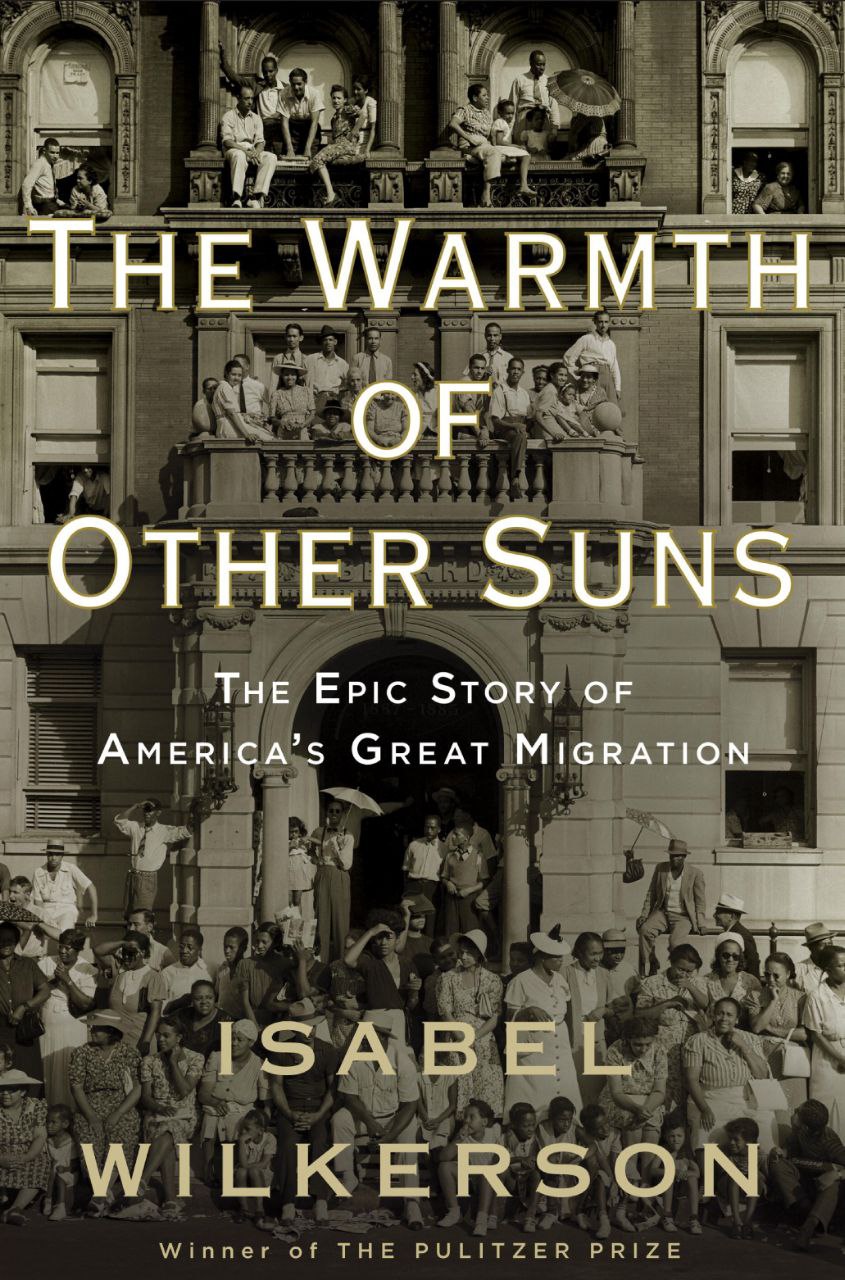 THE WARMTH
OF
OTHER SUNS
THE EPIC STORY OF
AMERICA'S GREAT MIGRATION
ISABEL
WILKERSON
Winner of THE PULITZER PRIZE